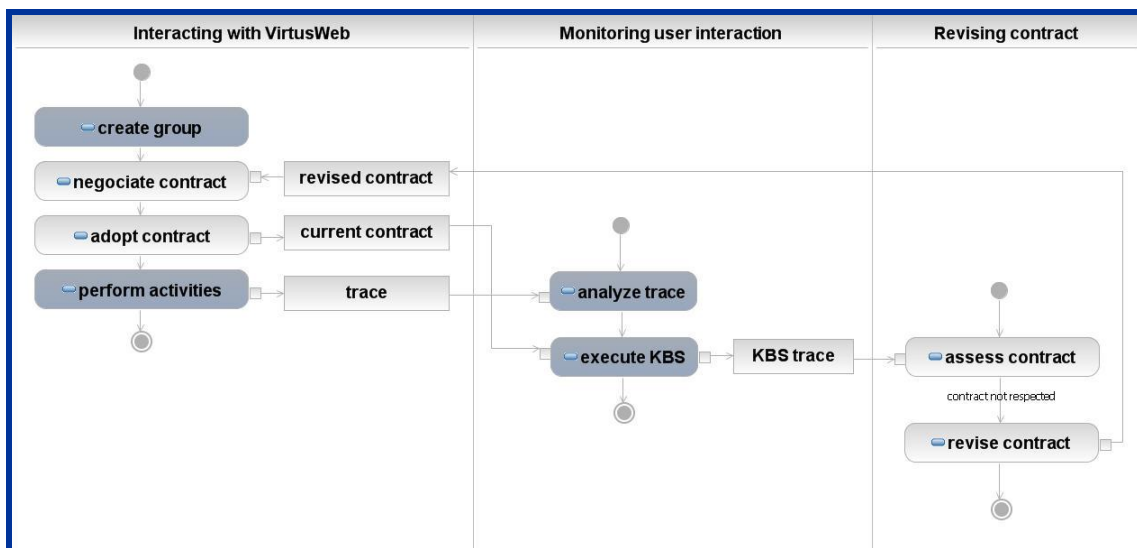 Interacting with VirtusWeb
Monitoring user interaction
Revising contract
create group
negociate contract
revised contract
adopt contract
current contract
perform activities
trace
analyze trace
execute KBS
KBS trace
assess contract
contract not respected
revise contract